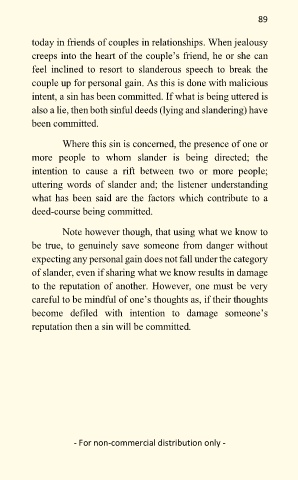 89
today in friends of couples in relationships. When jealousy
creeps into the heart of the couple's friend, he or she can
feel inclined to resort to slanderous speech to break the
couple up for personal gain. As this is done with malicious
intent, a sin has been committed. If what is being uttered is
also a lie, then both sinful deeds (lying and slandering) have
been committed.
Where this sin is concerned, the presence of one or
more people to whom slander is being directed; the
intention to cause a rift between two or more people;
uttering words of slander and; the listener understanding
what has been said are the factors which contribute to a
deed-course being committed.
Note however though, that using what we know to
be true, to genuinely save someone from danger without
expecting any personal gain does not fall under the category
of slander, even if sharing what we know results in damage
to the reputation of another. However, one must be very
careful to be mindful of one's thoughts as, if their thoughts
become defiled with intention to damage someone's
reputation then a sin will be committed.
- For non-commercial distribution only -